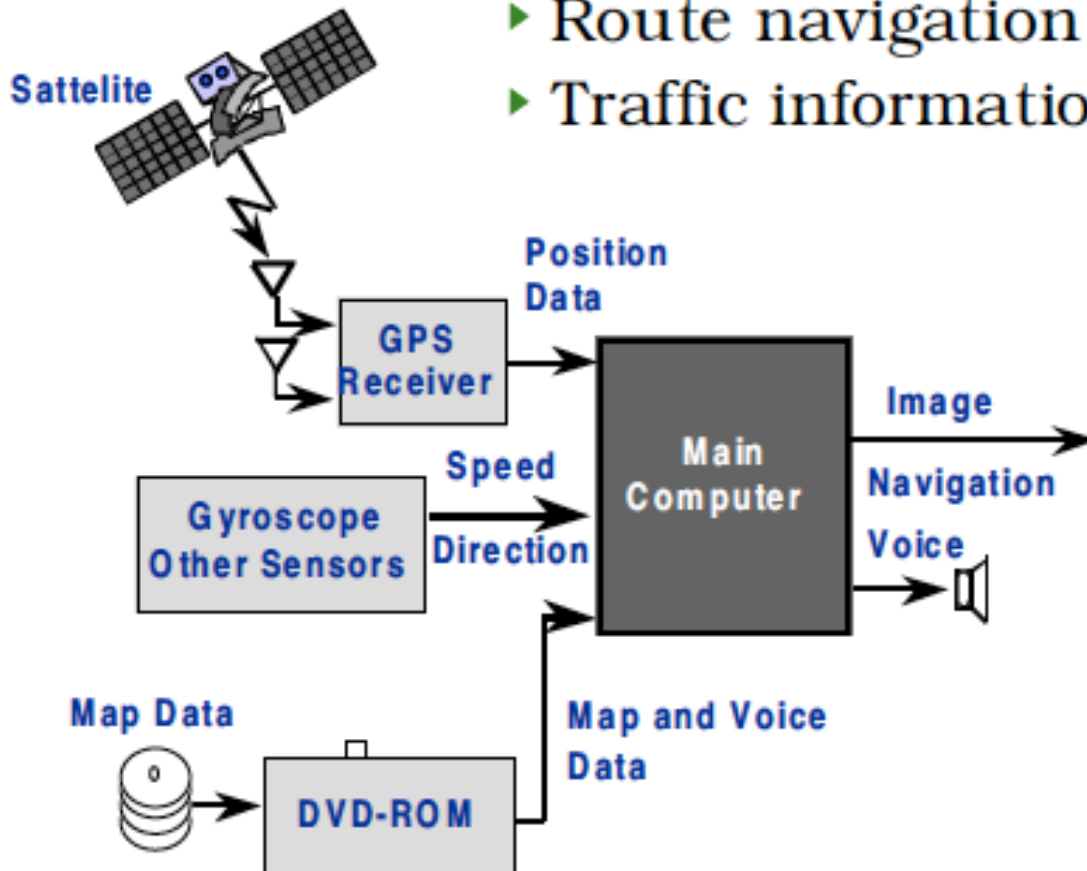 Route navigation
Traffic informatio
Sattelite
Position
Data
GPS
Receiver
Main
Computer
Image
Speed
Direction
Navigation
Voice
Gyroscope
Other Sensors
Map Data
0
DVD-ROM
Map and Voice
Data